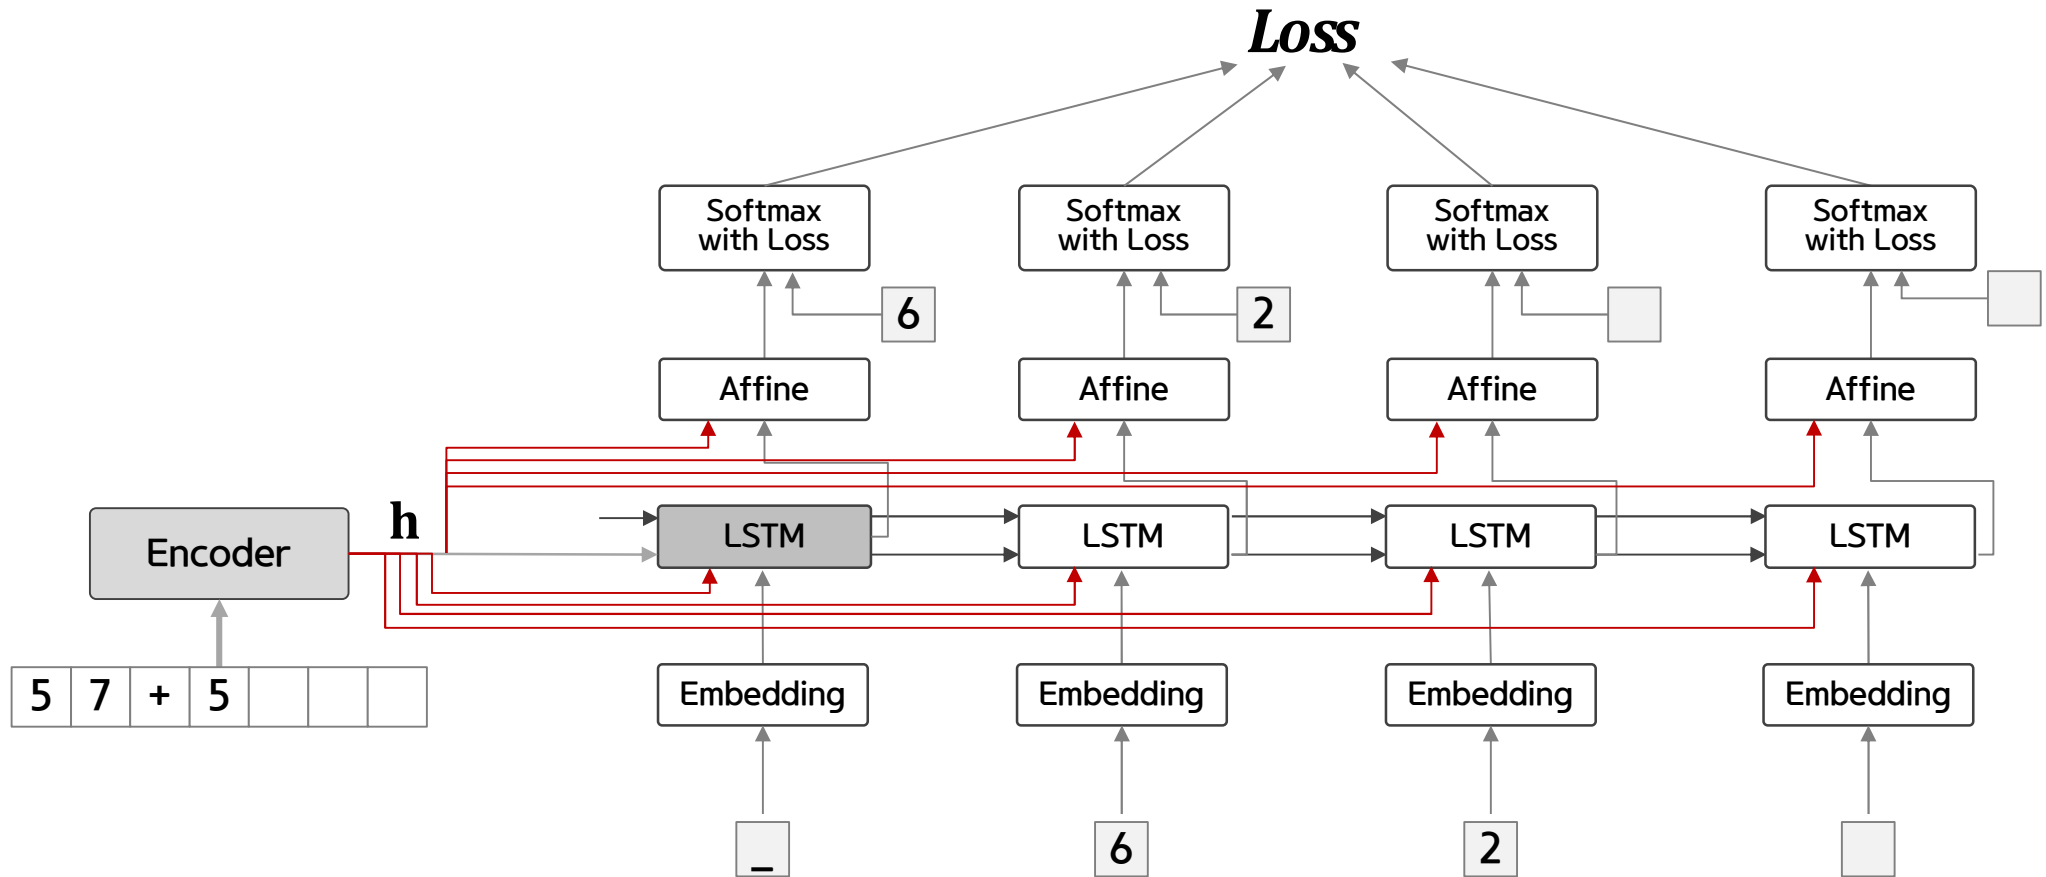 Loss
Softmax
with Loss
Softmax
with Loss
Softmax
with Loss
Softmax
with Loss
6
2
Affine
Affine
Affine
Affine
h
Encoder
LSTM
LSTM
LSTM
LSTM
5 7 + 5
Embedding
Embedding
Embedding
Embedding
_
6
2